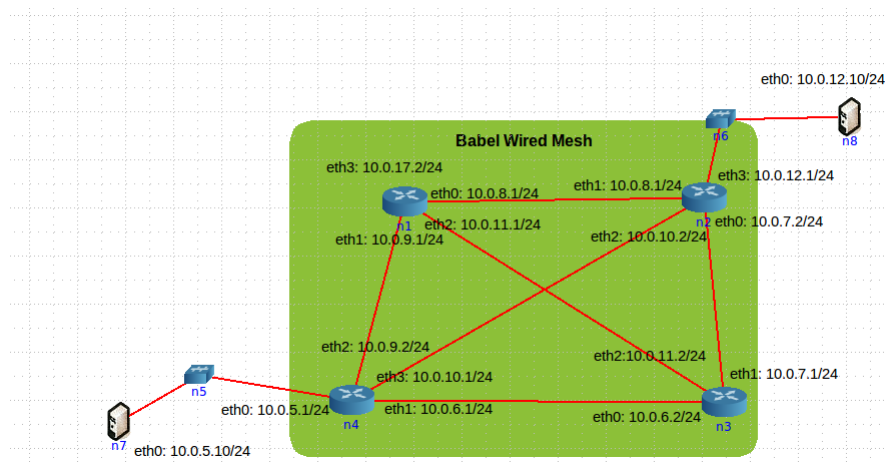 eth0: 10.0.12.10/24
n6
n8
Babel Wired Mesh
eth3: 10.0.17.2/24
eth3: 10.0.12.1/24
eth0: 10.0.8.1/24
eth1: 10.0.8.1/24
n1
eth2: 10.0.11.1/24
n2
eth0: 10.0.7.2/24
eth1: 10.0.9.1/24
eth2: 10.0.10.2/24
eth2: 10.0.9.2/24
eth2:10.0.11.2/24
eth3: 10.0.10.1/24
eth1: 10.0.7.1/24
n5
eth0: 10.0.5.1/24
eth1: 10.0.6.1/24
eth0: 10.0.6.2/24
n4
n3
n7
eth0: 10.0.5.10/24